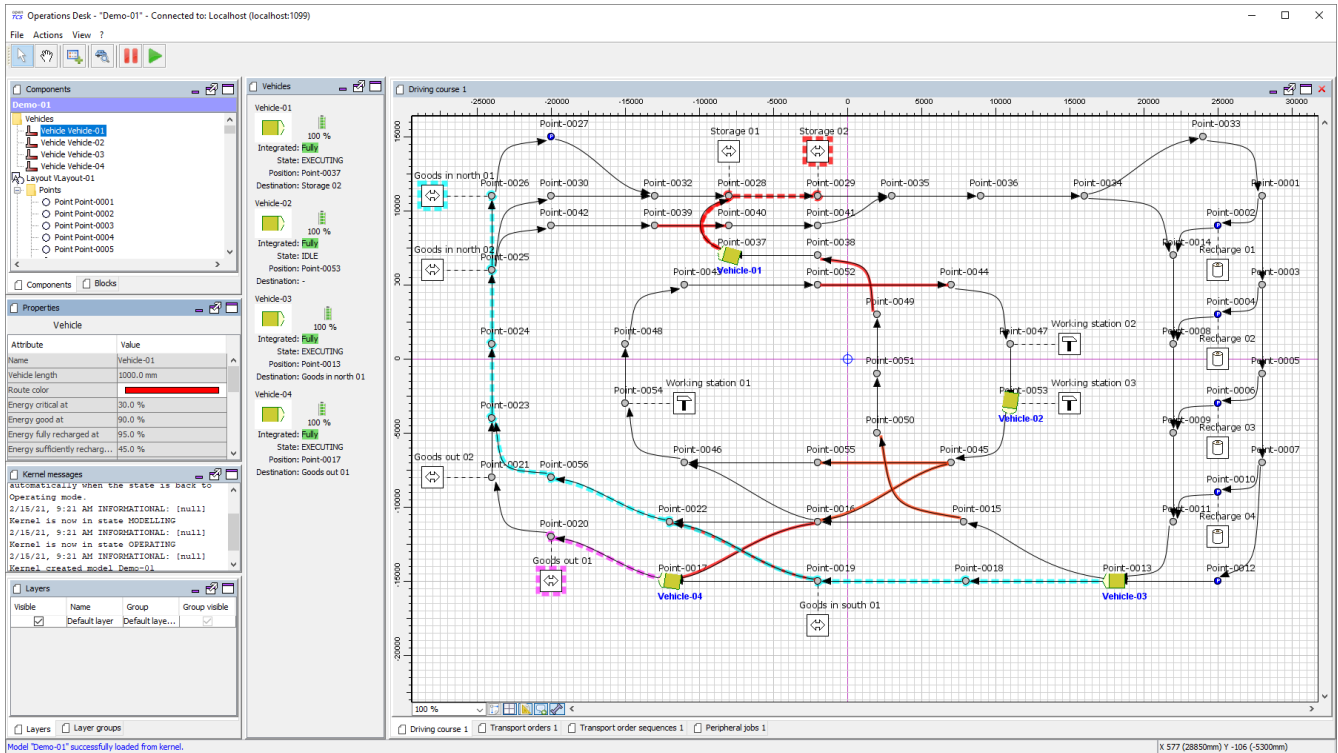 open TCS Operations Desk - "Demo-01" - Connected to: Localhost (localhost:1099)
File Actions View ?
Components
Demo-01
Vehicles
Vehicle Vehicle-01
Vehicle Vehicle-02
Vehicle Vehicle-03
Vehicle Vehicle-04
Layout VLayout-01
Points
Point Point-0001
Point Point-0002
Point Point-0003
Point Point-0004
Point Point-0005
Components Blocks
Properties
Vehicle
Attribute Value
Name Vehicle-01
Vehicle length 1000.0 mm
Route color
Energy critical at 30.0 %
Energy good at 90.0 %
Energy fully recharged at 95.0 %
Energy sufficiently recharg... 45.0 %
Kernel messages
automatically when the state is back to
Operating mode.
2/15/21, 9:21 AM INFORMATIONAL: [null]
Kernel is now in state MODELLING
2/15/21, 9:21 AM INFORMATIONAL: [null]
Kernel is now in state OPERATING
2/15/21, 9:21 AM INFORMATIONAL: [null]
Kernel created model Demo-01
Layers
Visible Name Group Group visible
Default layer Default laye...
Layers Layer groups
Vehicles
Vehicle-01
100 %
Integrated: Fully
State: EXECUTING
Position: Point-0037
Destination: Storage 02
Vehicle-02
100 %
Integrated: Fully
State: IDLE
Position: Point-0053
Destination: -
Vehicle-03
100 %
Integrated: Fully
State: EXECUTING
Position: Point-0013
Destination: Goods in north 01
Vehicle-04
100 %
Integrated: Fully
State: EXECUTING
Position: Point-0017
Destination: Goods out 01
Driving course 1
-25000 -20000 -15000 -10000 -5000 0 5000 10000 15000 20000 25000 30000
15000
10000
0
-5000
-10000
-15000
-20000
Point-0027
Storage 01
Storage 02
Point-0033
Goods in north 01
Point-0026
Point-0030
Point-0032
Point-0028
Point-0029
Point-0035
Point-0036
Point-0034
Point-0001
Point-0042
Point-0039
Point-0040
Point-0041
Point-0002
Goods in north 02
Point-0025
Point-0037
Point-0038
Point-0014
Recharge 01
Vehicle-01
Point-0052
Point-0044
Point-0003
Point-0049
Point-0004
Point-0024
Point-0048
Point-0047
Working station 02
Point-0008
Recharge 02
Point-0051
Point-0005
Point-0054
Working station 01
Point-0053
Working station 03
Point-0006
Point-0023
Vehicle-02
Point-0050
Point-0009
Recharge 03
Goods out 02
Point-0021
Point-0056
Point-0046
Point-0055
Point-0045
Point-0007
Point-0010
Point-0020
Point-0022
Point-0016
Point-0015
Point-0011
Recharge 04
Goods out 01
Point-0017
Point-0019
Point-0018
Point-0013
Point-0012
Vehicle-04
Vehicle-03
Goods in south 01
100 %
Driving course 1 Transport orders 1 Transport order sequences 1 Peripheral jobs 1
Model "Demo-01" successfully loaded from kernel.
X 577 (28850mm) Y -106 (-5300mm)